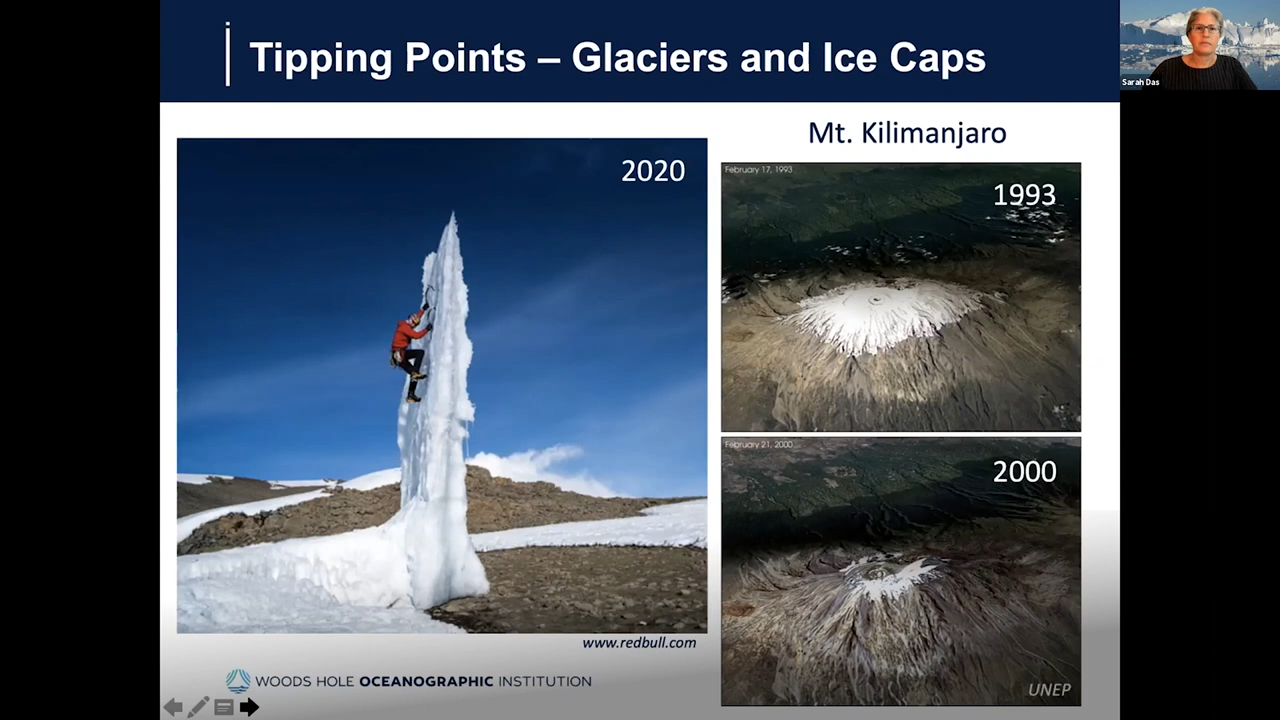 Tipping Points – Glaciers and Ice Caps
Sarah Das
Mt. Kilimanjaro
2020
February 17, 1993
1993
February 21, 2000
2000
www.redbull.com
WOODS HOLE OCEANOGRAPHIC INSTITUTION
UNEP